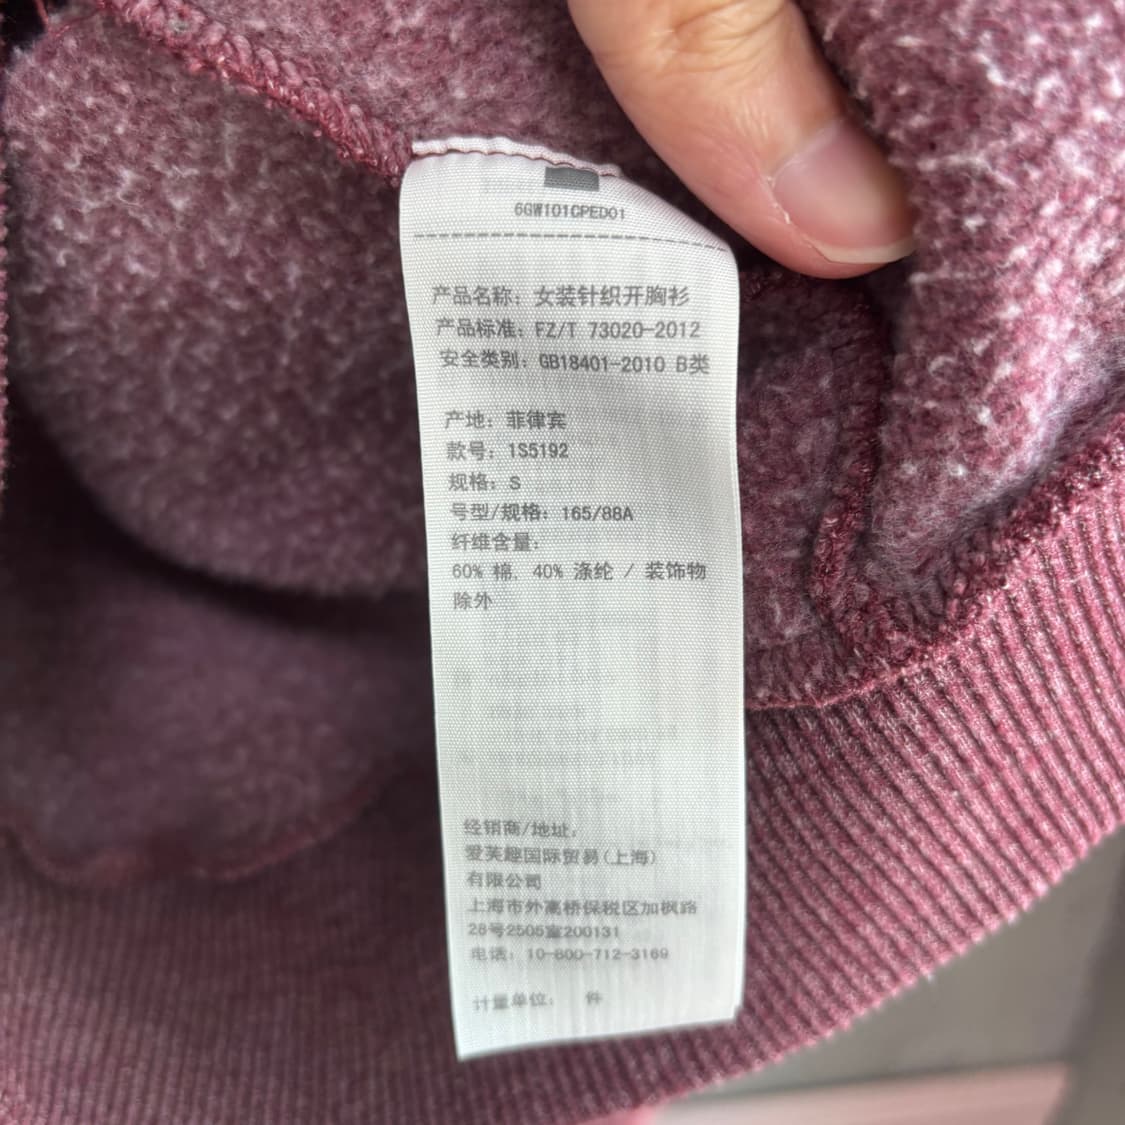 6GW101CPED01
产品名称：女装针织开胸衫
产品标准：FZ/T 73020-2012
安全类别：GB18401-2010 B类
产地：菲律宾
款号：1S5192
规格：S
号型/规格：165/88A
纤维含量：
60% 棉，40% 涤纶 / 装饰物
除外
经销商/地址：
爱芙趣国际贸易(上海)
有限公司
上海市外高桥保税区加枫路
28号2505室200131
电话：10-800-712-3169
计量单位： 件